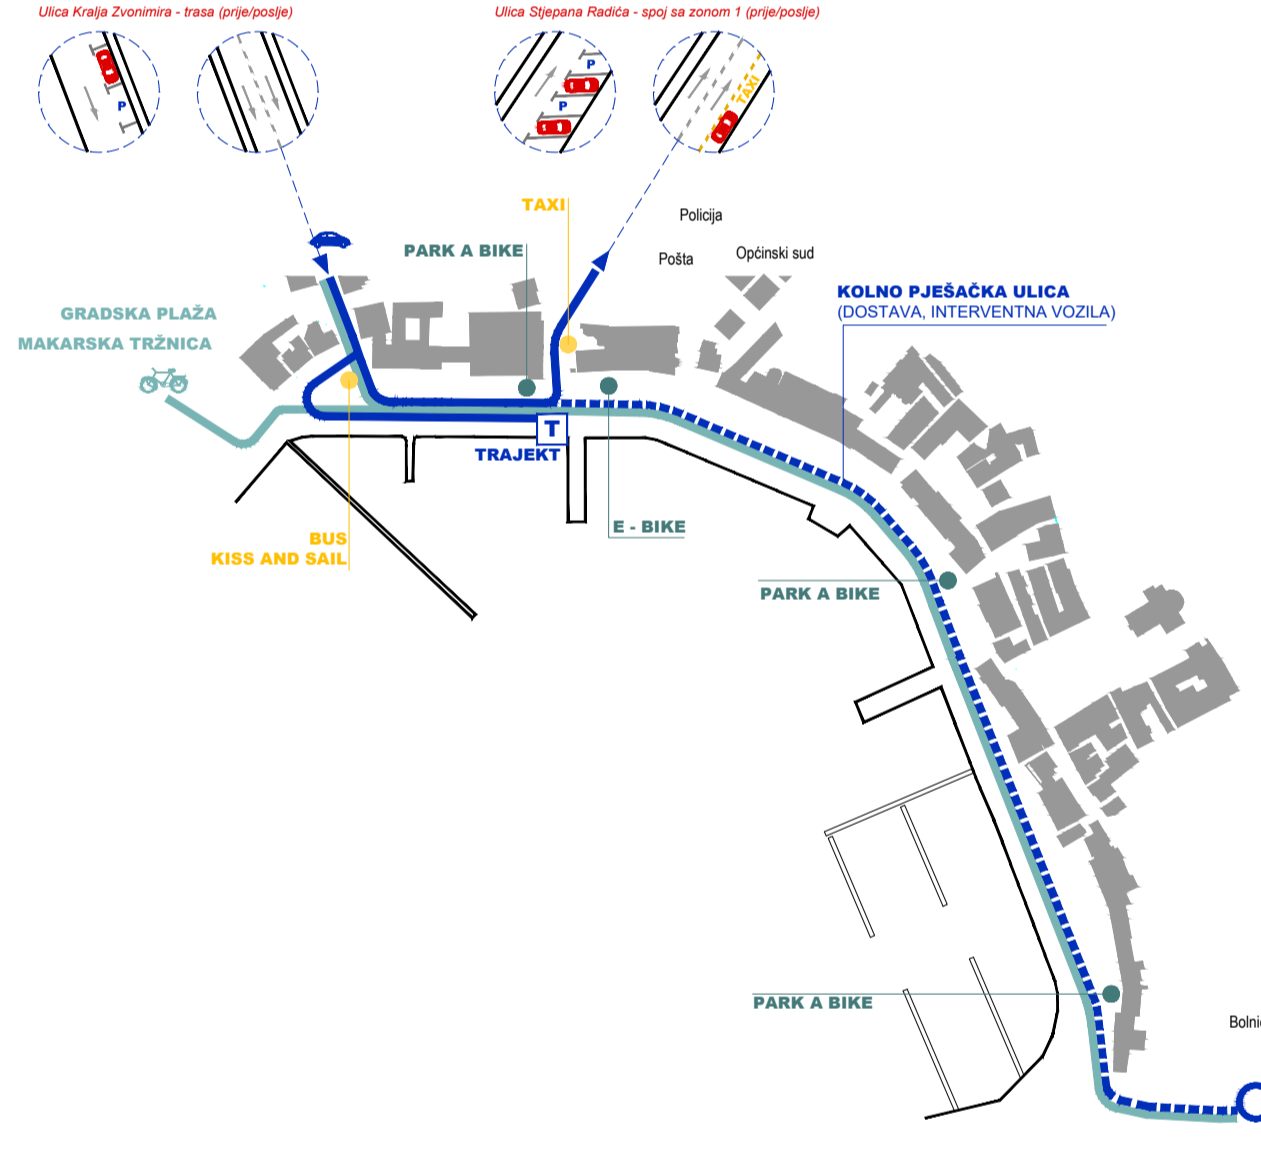 Ulica Kralja Zvonimira - trasa (prije/poslje)
Ulica Stjepana Radića - spoj sa zonom 1 (prije/poslje)
P
P
P
TAXI
TAXI
Policija
PARK A BIKE
Pošta
Općinski sud
KOLNO PJEŠAČKA ULICA
(DOSTAVA, INTERVENTNA VOZILA)
GRADSKA PLAŽA
MAKARSKA TRŽNICA
T
TRAJEKT
E - BIKE
BUS
KISS AND SAIL
PARK A BIKE
PARK A BIKE